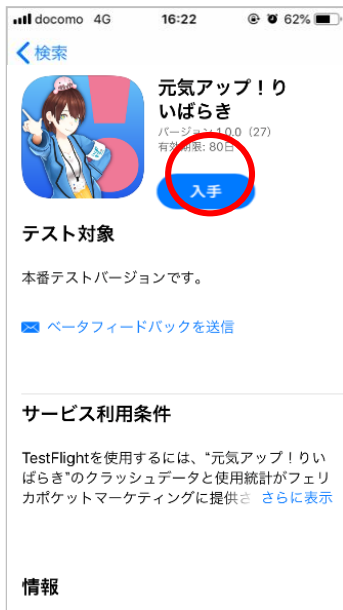 docomo 4G 16:22 62%
検索
元気アップ!り
いばらき
バージョン 1.0.0 (27)
有効期限: 80日
入手
テスト対象
本番テストバージョンです。
ベータフィードバックを送信
サービス利用条件
TestFlightを使用するには、“元気アップ!りい
ばらき”のクラッシュデータと使用統計がフェリ
カポケットマーケティングに提供さ さらに表示
情報